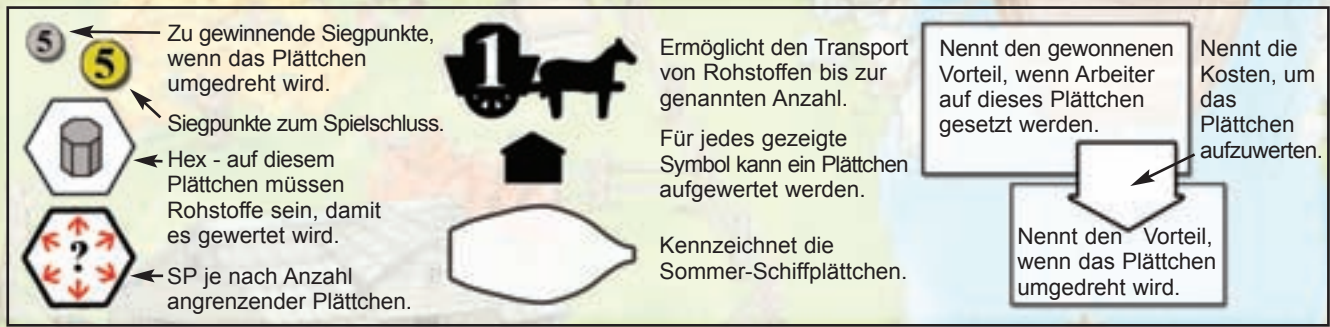 5
Zu gewinnende Siegpunkte,
wenn das Plättchen
umgedreht wird.
5
Siegpunkte zum Spielschluss.
Hex - auf diesem
Plättchen müssen
Rohstoffe sein, damit
es gewertet wird.
?
SP je nach Anzahl
angrenzender Plättchen.
1
Ermöglicht den Transport
von Rohstoffen bis zur
genannten Anzahl.
Für jedes gezeigte
Symbol kann ein Plättchen
aufgewertet werden.
Kennzeichnet die
Sommer-Schiffplättchen.
Nennt den gewonnenen
Vorteil, wenn Arbeiter
auf dieses Plättchen
gesetzt werden.
Nennt die
Kosten, um
das
Plättchen
aufzuwerten.
Nennt den Vorteil,
wenn das Plättchen
umgedreht wird.